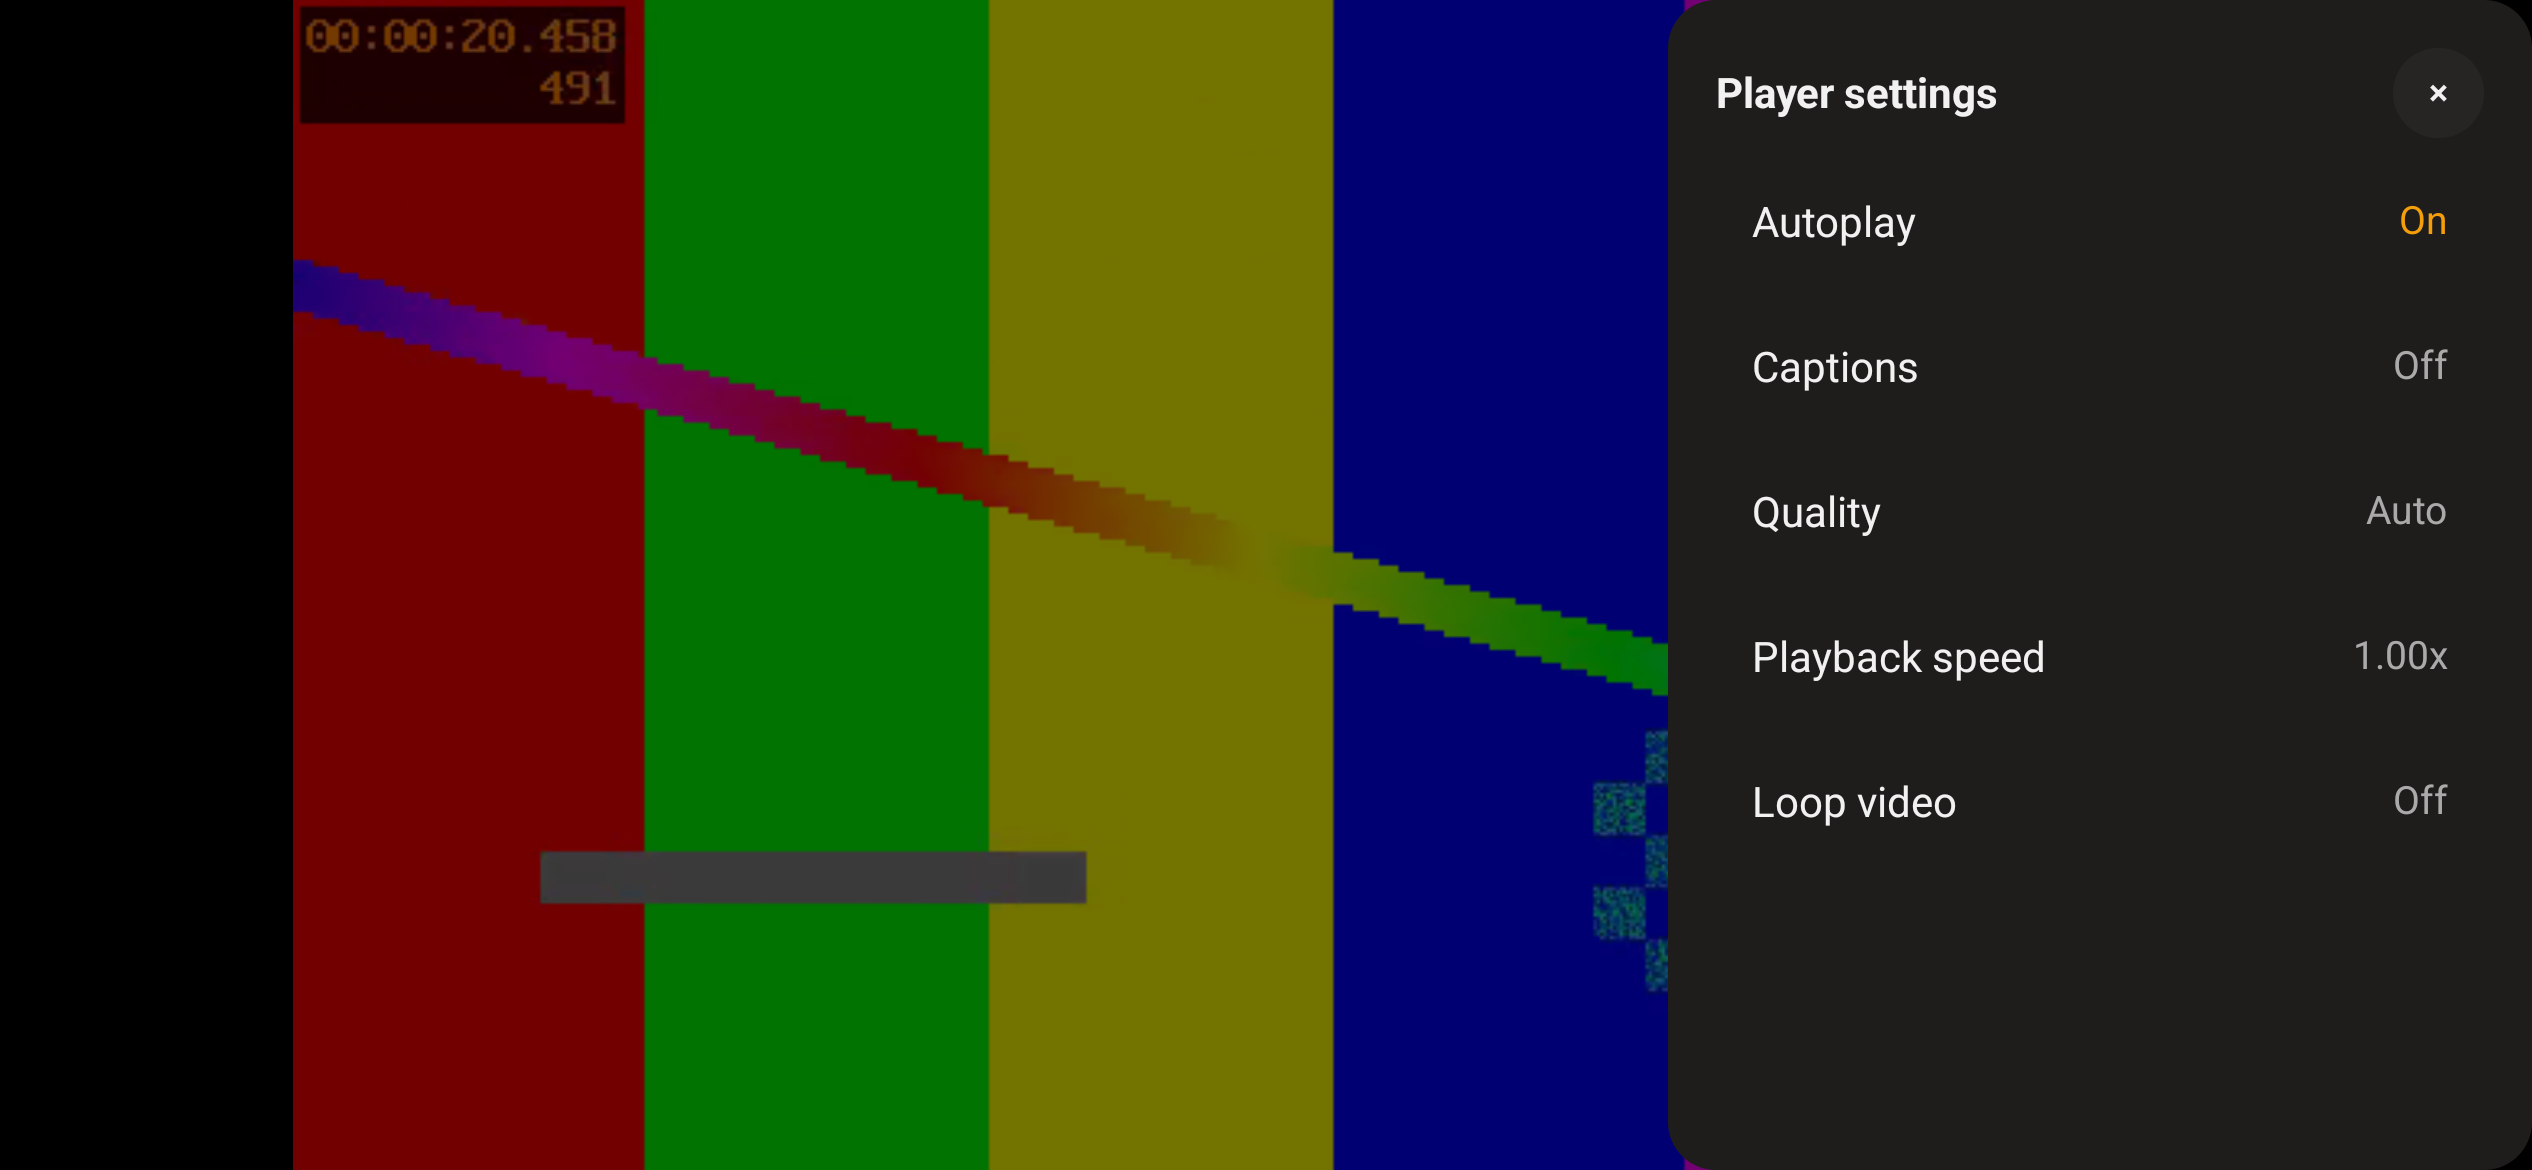 00:00:20.458
491
Player settings
×
Autoplay On
Captions Off
Quality Auto
Playback speed 1.00x
Loop video Off